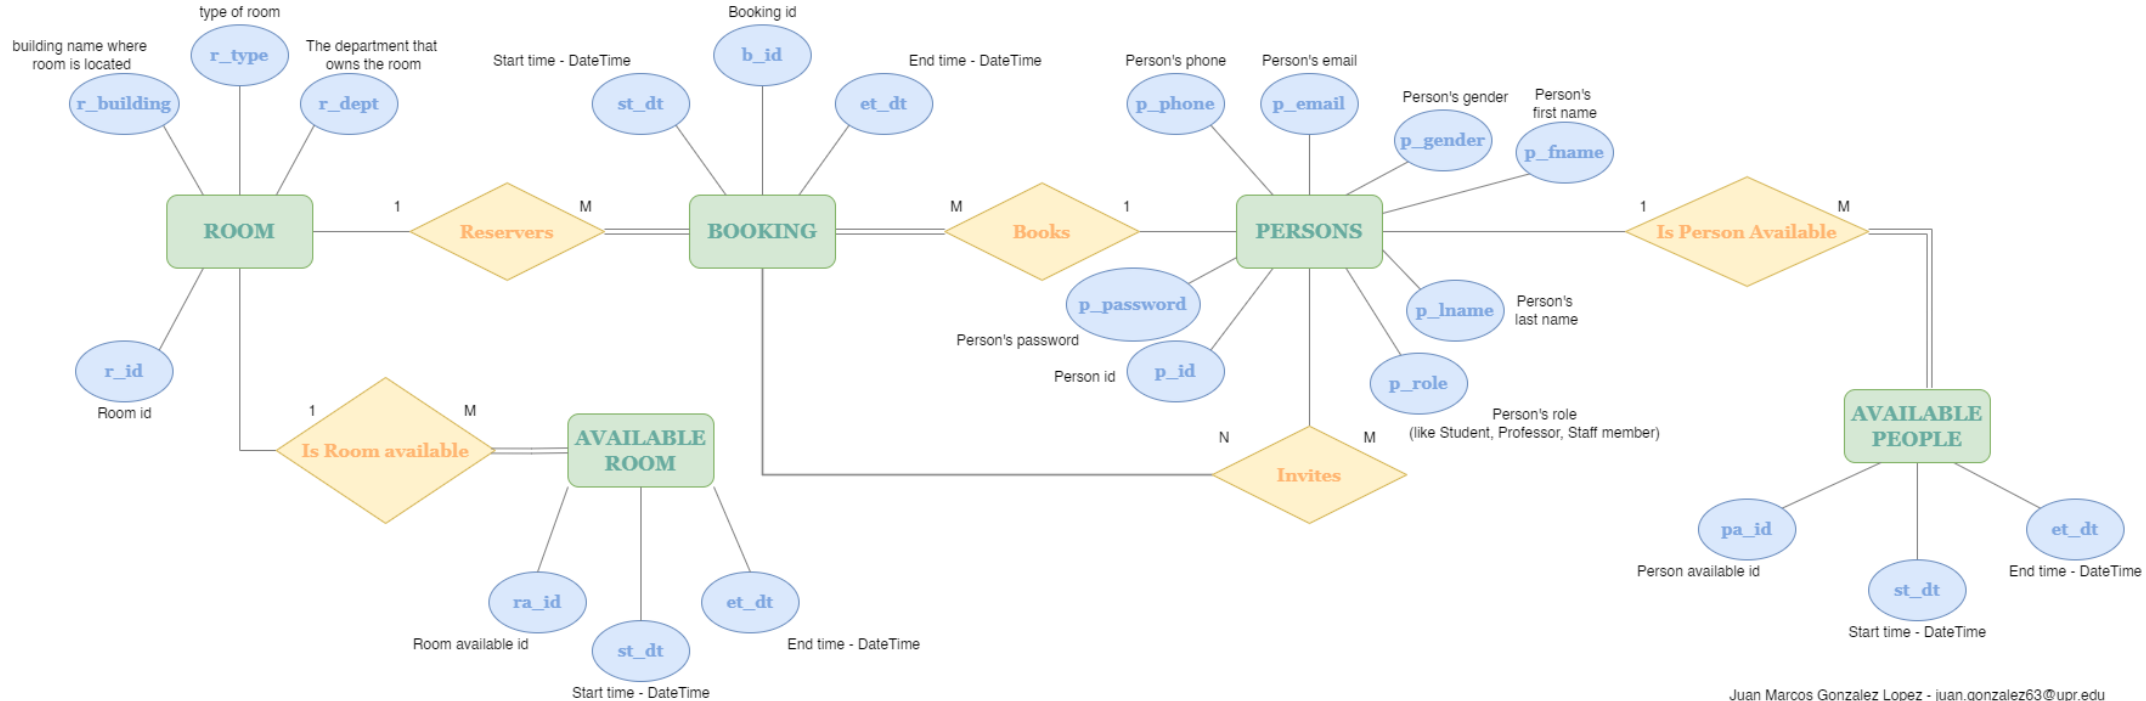 type of room
Booking id
building name where
room is located
r_type
The department that
owns the room
Start time - DateTime
b_id
End time - DateTime
Person's phone
Person's email
r_building
r_dept
st_dt
et_dt
p_phone
p_email
Person's gender
Person's
first name
p_gender
p_fname
1
M
M
1
1
M
ROOM
Reservers
BOOKING
Books
PERSONS
Is Person Available
p_password
p_lname
Person's
last name
Person's password
r_id
Person id
p_id
p_role
Room id
1
M
Person's role
(like Student, Professor, Staff member)
N
M
AVAILABLE
PEOPLE
Is Room available
AVAILABLE
ROOM
Invites
pa_id
et_dt
Person available id
End time - DateTime
ra_id
et_dt
st_dt
Start time - DateTime
Room available id
End time - DateTime
st_dt
Start time - DateTime
Juan Marcos Gonzalez Lopez - juan.gonzalez63@upr.edu